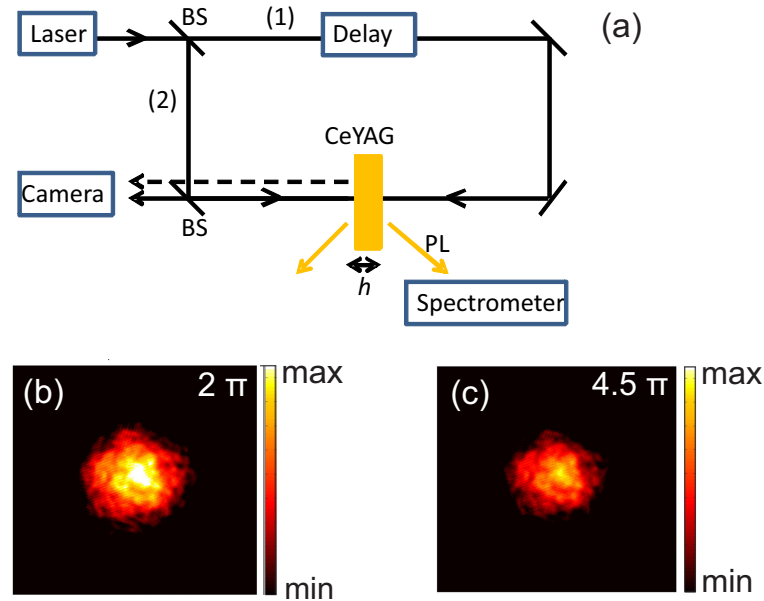 BS
(1)
(a)
Laser
Delay
(2)
CeYAG
Camera
BS
PL
h
Spectrometer
(b)
2 π
max
min
(c)
4.5 π
max
min